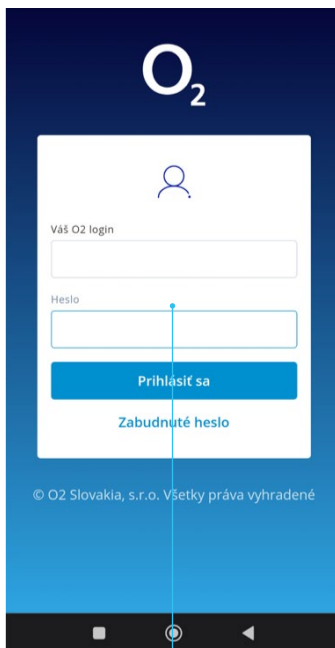 O2
Váš O2 login
Heslo
Prihlásiť sa
Zabudnuté heslo
© O2 Slovakia, s.r.o. Všetky práva vyhradené